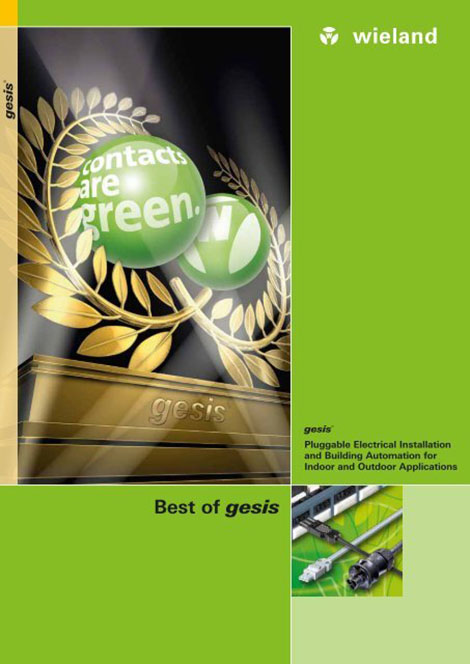 wieland
gesis®
contacts
are
green.
W
gesis
gesis®
Pluggable Electrical Installation
and Building Automation for
Indoor and Outdoor Applications
Best of gesis